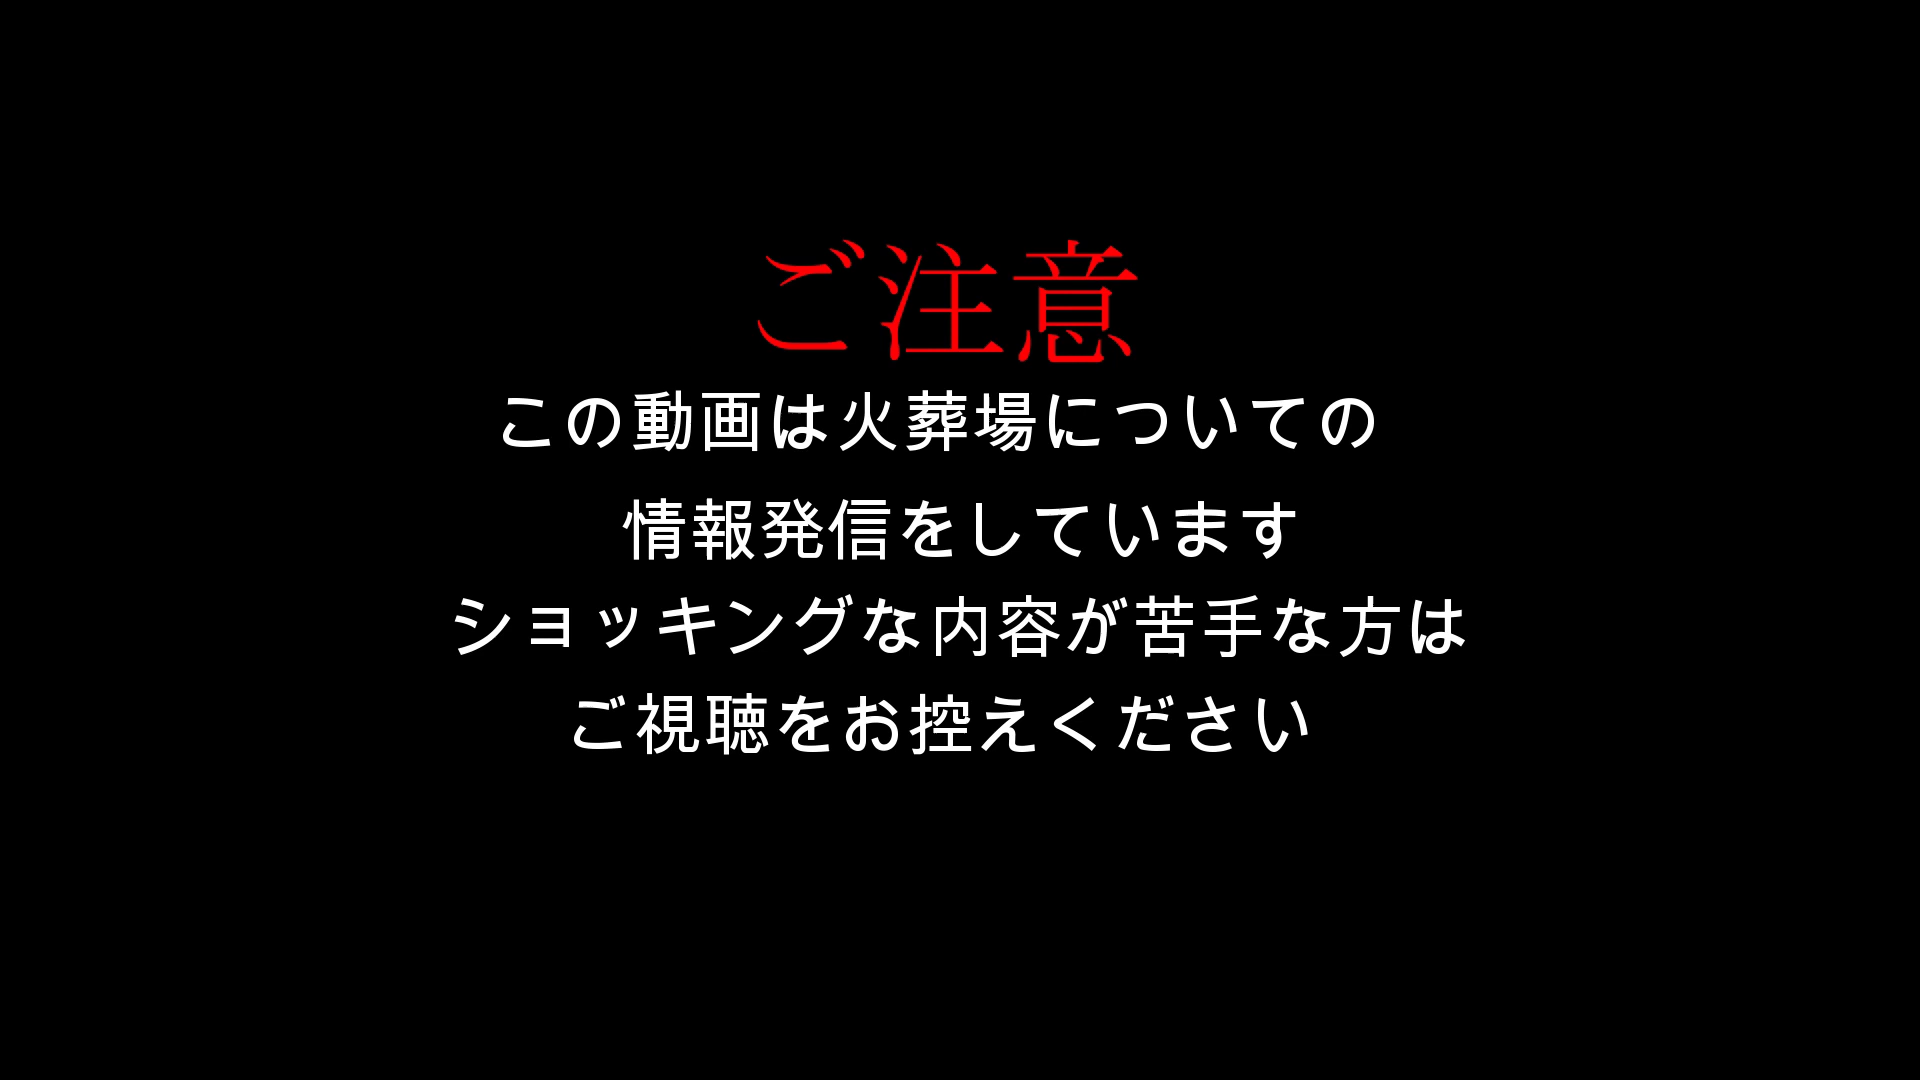 ご注意
この動画は火葬場についての
情報発信をしています
ショッキングな内容が苦手な方は
ご視聴をお控えください